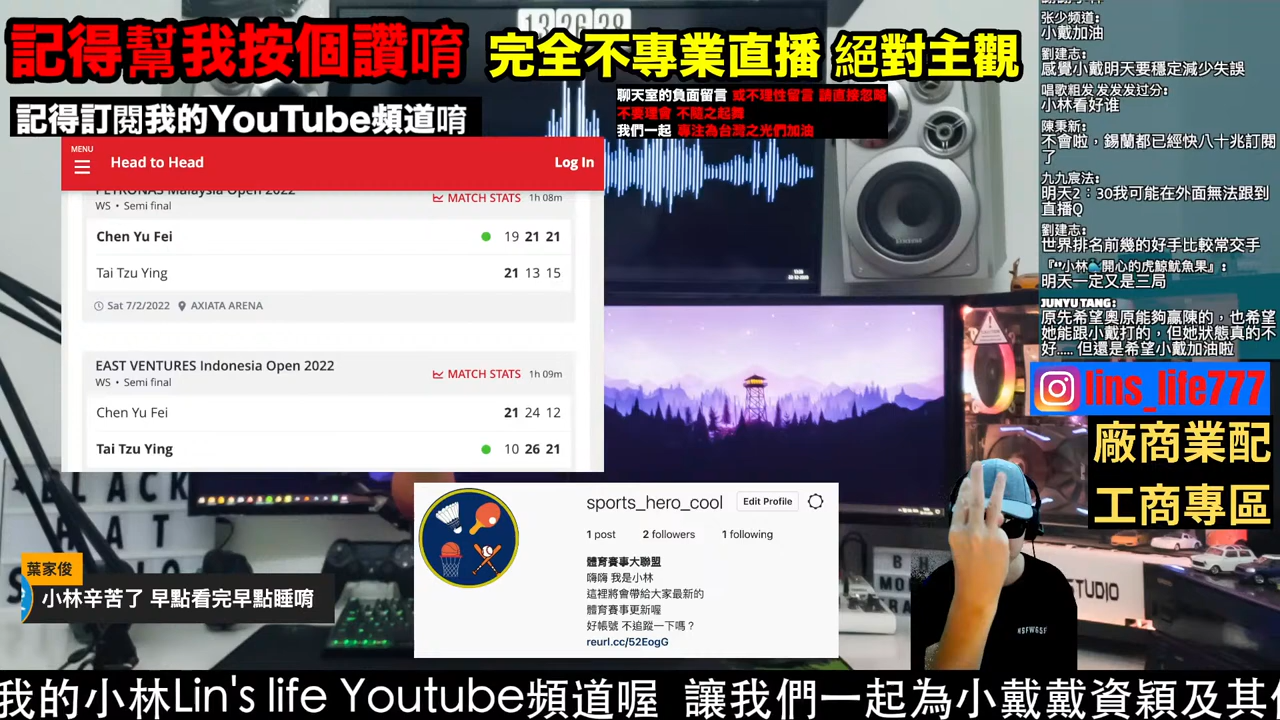 13 26 28
記得幫我按個讚唷
完全不專業直播 絕對主觀
記得訂閱我的YouTube頻道唷
聊天室的負面留言 或不理性留言 請直接忽略
不要理會 不隨之起舞
我們一起 專注為台灣之光們加油
MENU
Head to Head
Log In
PETRONAS Malaysia Open 2022
WS • Semi final
MATCH STATS 1h 08m
Chen Yu Fei 19 21 21
Tai Tzu Ying 21 13 15
Sat 7/2/2022 AXIATA ARENA
EAST VENTURES Indonesia Open 2022
WS • Semi final
MATCH STATS 1h 09m
Chen Yu Fei 21 24 12
Tai Tzu Ying 10 26 21
张少频道:
小戴加油
劉建志:
感覺小戴明天要穩定減少失誤
唱歌粗发发发发过分:
小林看好谁
陳秉新:
不會啦，錫蘭都已經快八十兆訂閱
了
九九宸法:
明天2：30我可能在外面無法跟到
直播Q
劉建志:
世界排名前幾的好手比較常交手
開心的虎鯨魷魚果』:
明天一定又是三局
JUNYU TANG:
原先希望奧原能夠贏陳的，也希望
她能跟小戴打的，但她狀態真的不
好..... 但還是希望小戴加油啦
lins_life777
廠商業配
工商專區
BLACK
HAT
STUDIO
sports_hero_cool Edit Profile
1 post 2 followers 1 following
體育賽事大聯盟
嗨嗨 我是小林
這裡將會帶給大家最新的
體育賽事更新喔
好帳號 不追蹤一下嗎？
reurl.cc/52EogG
葉家俊
小林辛苦了 早點看完早點睡唷
我的小林Lin's life Youtube頻道喔 讓我們一起為小戴戴資穎及其